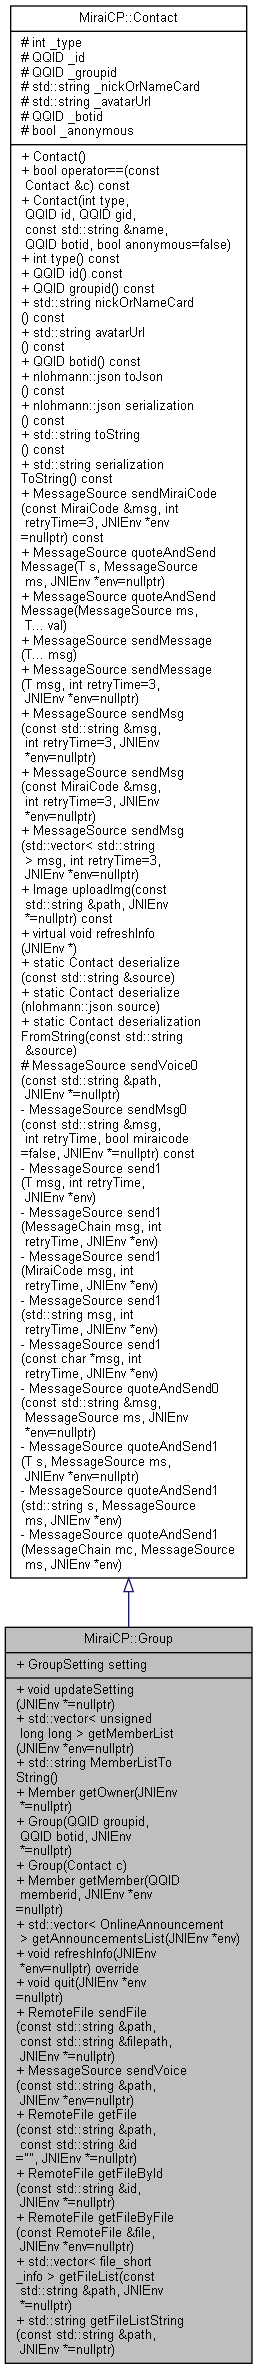 MiraiCP::Contact
# int _type
# QQID _id
# QQID _groupid
# std::string _nickOrNameCard
# std::string _avatarUrl
# QQID _botid
# bool _anonymous
+ Contact()
+ bool operator==(const
Contact &c) const
+ Contact(int type,
QQID id, QQID gid,
const std::string &name,
QQID botid, bool anonymous=false)
+ int type() const
+ QQID id() const
+ QQID groupid() const
+ std::string nickOrNameCard
() const
+ std::string avatarUrl
() const
+ QQID botid() const
+ nlohmann::json toJson
() const
+ nlohmann::json serialization
() const
+ std::string toString
() const
+ std::string serialization
ToString() const
+ MessageSource sendMiraiCode
(const MiraiCode &msg, int
retryTime=3, JNIEnv *env
=nullptr) const
+ MessageSource quoteAndSend
Message(T s, MessageSource
ms, JNIEnv *env=nullptr)
+ MessageSource quoteAndSend
Message(MessageSource ms,
T... val)
+ MessageSource sendMessage
(T... msg)
+ MessageSource sendMessage
(T msg, int retryTime=3,
JNIEnv *env=nullptr)
+ MessageSource sendMsg
(const std::string &msg,
int retryTime=3, JNIEnv
*env=nullptr)
+ MessageSource sendMsg
(const MiraiCode &msg,
int retryTime=3, JNIEnv
*env=nullptr)
+ MessageSource sendMsg
(std::vector< std::string
> msg, int retryTime=3,
JNIEnv *env=nullptr)
+ Image uploadImg(const
std::string &path, JNIEnv
*=nullptr) const
+ virtual void refreshInfo
(JNIEnv *)
+ static Contact deserialize
(const std::string &source)
+ static Contact deserialize
(nlohmann::json source)
+ static Contact deserialization
FromString(const std::string
&source)
# MessageSource sendVoice0
(const std::string &path,
JNIEnv *=nullptr)
- MessageSource sendMsg0
(const std::string &msg,
int retryTime, bool miraicode
=false, JNIEnv *=nullptr) const
- MessageSource send1
(T msg, int retryTime,
JNIEnv *env)
- MessageSource send1
(MessageChain msg, int
retryTime, JNIEnv *env)
- MessageSource send1
(MiraiCode msg, int
retryTime, JNIEnv *env)
- MessageSource send1
(std::string msg, int
retryTime, JNIEnv *env)
- MessageSource send1
(const char *msg, int
retryTime, JNIEnv *env)
- MessageSource quoteAndSend0
(const std::string &msg,
MessageSource ms, JNIEnv
*env=nullptr)
- MessageSource quoteAndSend1
(T s, MessageSource ms,
JNIEnv *env=nullptr)
- MessageSource quoteAndSend1
(std::string s, MessageSource
ms, JNIEnv *env)
- MessageSource quoteAndSend1
(MessageChain mc, MessageSource
ms, JNIEnv *env)
MiraiCP::Group
+ GroupSetting setting
+ void updateSetting
(JNIEnv *=nullptr)
+ std::vector< unsigned
long long > getMemberList
(JNIEnv *env=nullptr)
+ std::string MemberListTo
String()
+ Member getOwner(JNIEnv
*=nullptr)
+ Group(QQID groupid,
QQID botid, JNIEnv
*=nullptr)
+ Group(Contact c)
+ Member getMember(QQID
memberid, JNIEnv *env
=nullptr)
+ std::vector< OnlineAnnouncement
> getAnnouncementsList(JNIEnv *env)
+ void refreshInfo(JNIEnv
*env=nullptr) override
+ void quit(JNIEnv *env
=nullptr)
+ RemoteFile sendFile
(const std::string &path,
const std::string &filepath,
JNIEnv *=nullptr)
+ MessageSource sendVoice
(const std::string &path,
JNIEnv *env=nullptr)
+ RemoteFile getFile
(const std::string &path,
const std::string &id
="", JNIEnv *=nullptr)
+ RemoteFile getFileById
(const std::string &id,
JNIEnv *=nullptr)
+ RemoteFile getFileByFile
(const RemoteFile &file,
JNIEnv *env=nullptr)
+ std::vector< file_short
_info > getFileList(const
std::string &path, JNIEnv
*=nullptr)
+ std::string getFileListString
(const std::string &path,
JNIEnv *=nullptr)